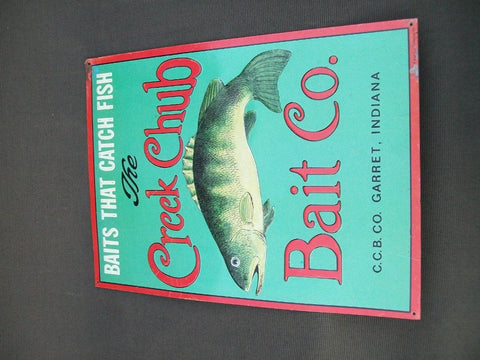 BAITS THAT CATCH FISH
The
Creek Chub
Bait Co.
C.C.B.CO. GARRET, INDIANA